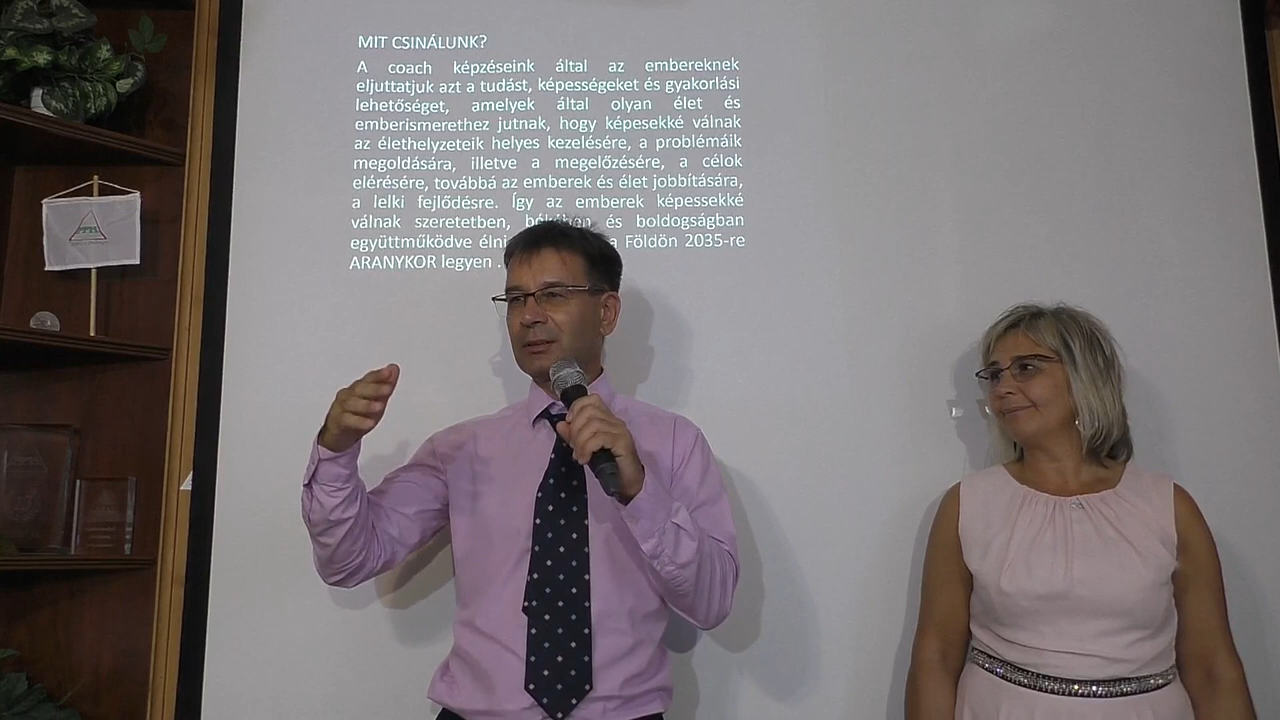 MIT CSINÁLUNK?
A coach képzéseink által az embereknek
eljuttatjuk azt a tudást, képességeket és gyakorlási
lehetőséget, amelyek által olyan élet és
emberismerethez jutnak, hogy képesekké válnak
az élethelyzeteik helyes kezelésére, a problémáik
megoldására, illetve a megelőzésére, a célok
elérésére, továbbá az emberek és élet jobbítására,
a lelki fejlődésre. Így az emberek képessekké
válnak szeretetben, békében és boldogságban
együttműködve élni a Földön 2035-re
ARANYKOR legyen .